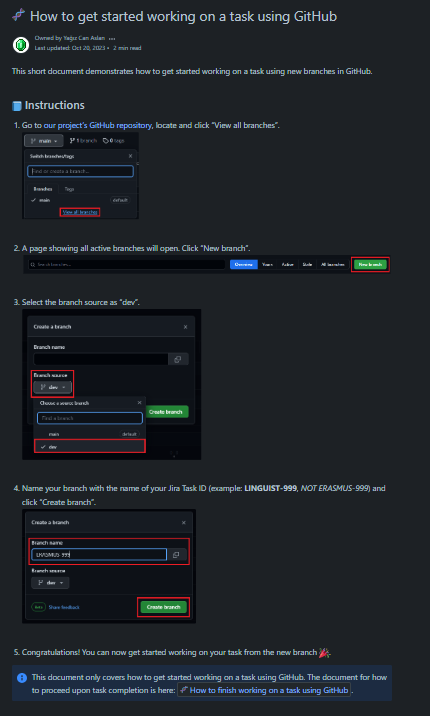 How to get started working on a task using GitHub
Owned by Yağız Can Aslan ...
Last updated: Oct 20, 2023 • 2 min read
This short document demonstrates how to get started working on a task using new branches in GitHub.
Instructions
1. Go to our project's GitHub repository, locate and click "View all branches".
main
1 branch
0 tags
Switch branches/tags
Find or create a branch...
Branches Tags
main default
View all branches
2. A page showing all active branches will open. Click "New branch".
Search branches...
Overview Yours Active Stale All branches New branch
3. Select the branch source as "dev".
Create a branch
Branch name
Branch source
dev
Choose a source branch
Find a branch
Create branch
main default
dev
4. Name your branch with the name of your Jira Task ID (example: LINGUIST-999, NOT ERASMUS-999) and
click "Create branch".
Create a branch
Branch name
ERASMUS-999
Branch source
dev
Share feedback
Create branch
5. Congratulations! You can now get started working on your task from the new branch
This document only covers how to get started working on a task using GitHub. The document for how
to proceed upon task completion is here: How to finish working on a task using GitHub .